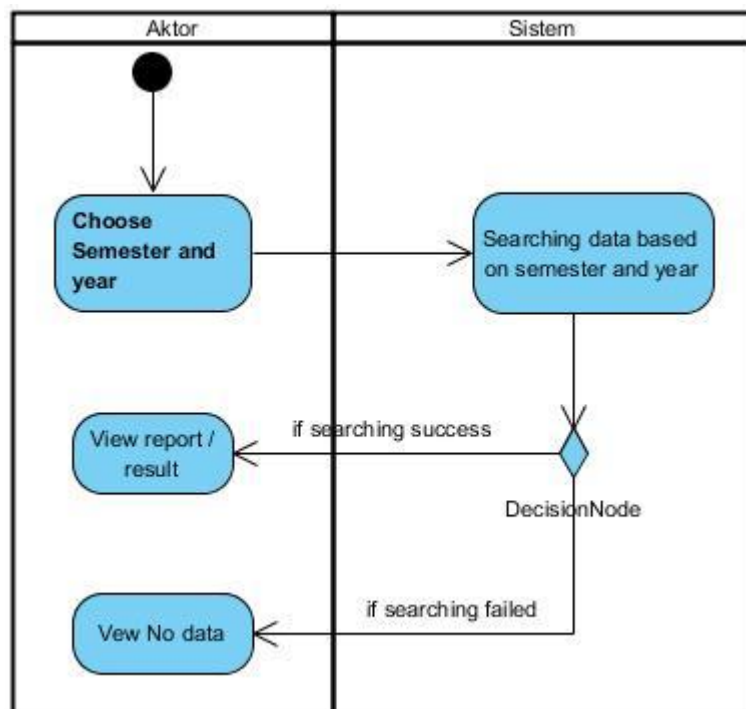 Aktor
Sistem
Choose
Semester and
year
Searching data based
on semester and year
View report /
result
if searching success
DecisionNode
Vew No data
if searching failed